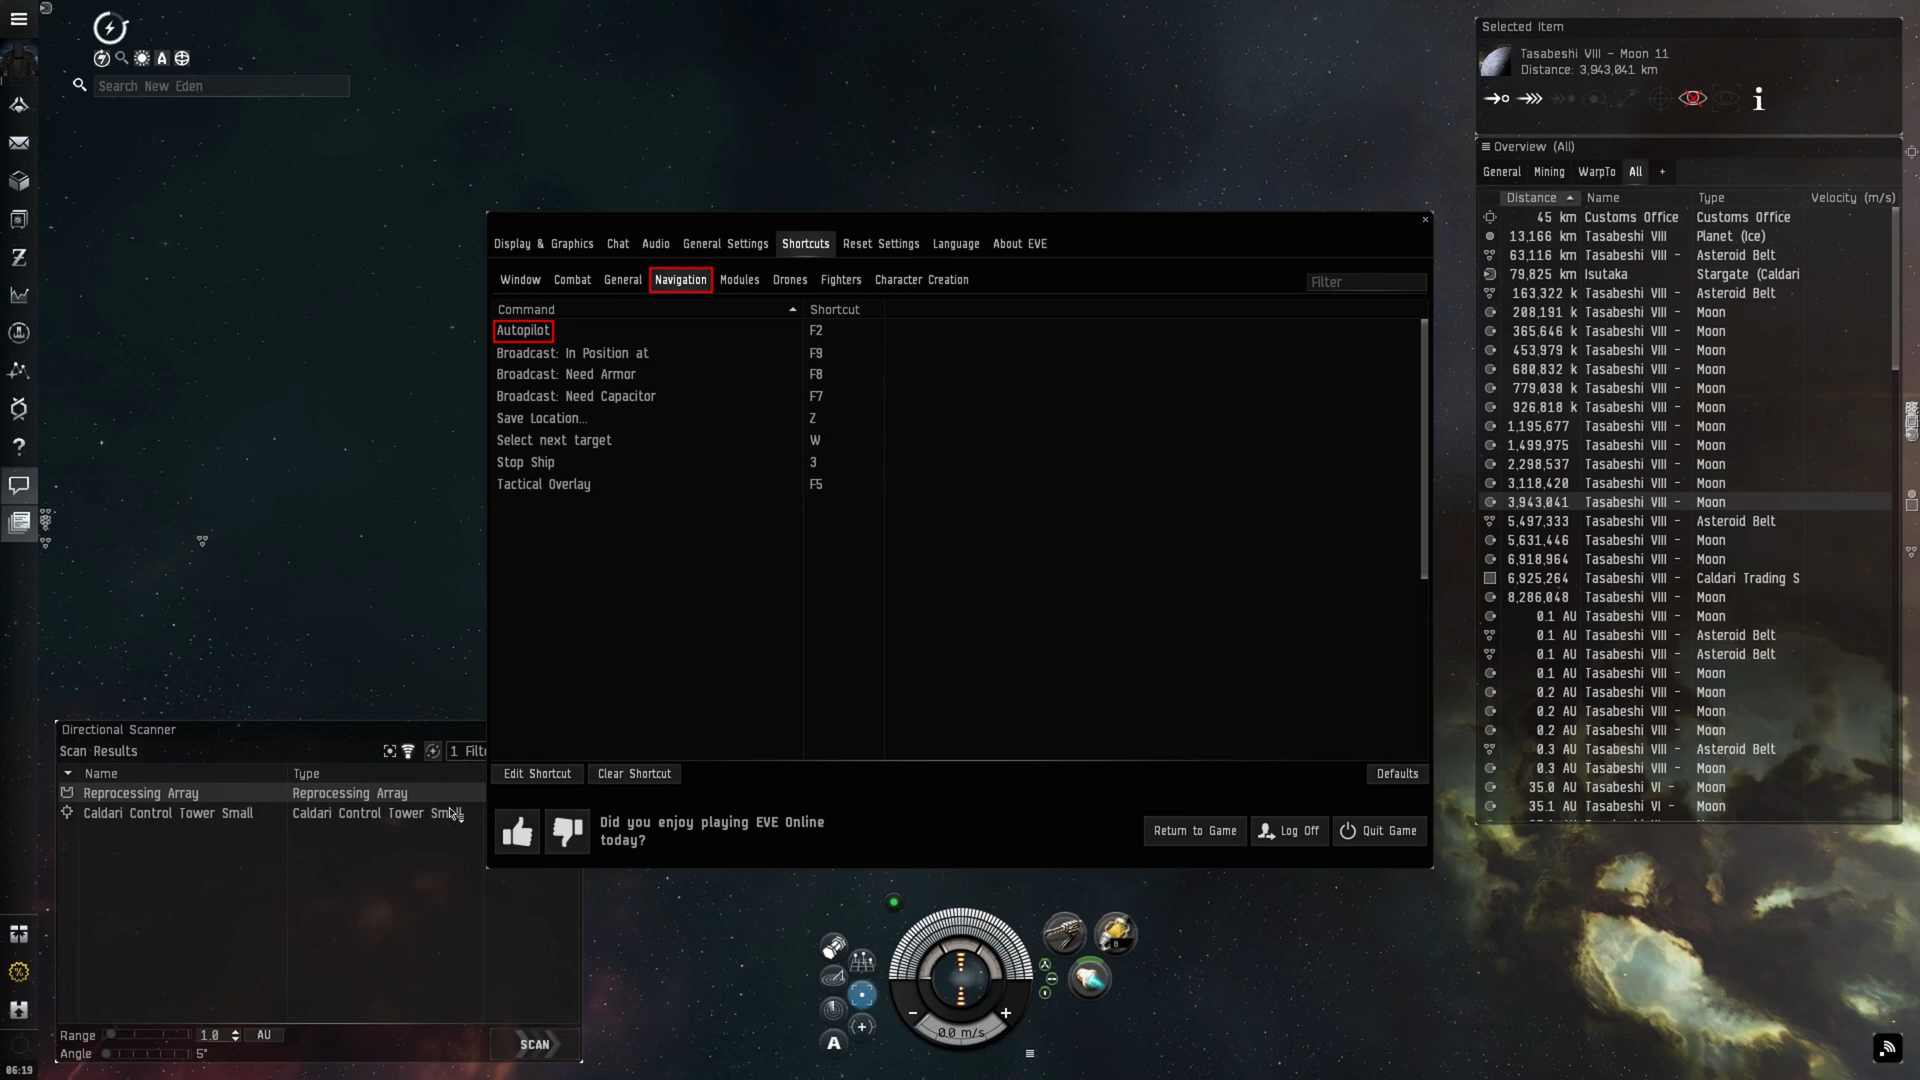 Search New Eden
Selected Item
Tasabeshi VIII - Moon 11
Distance: 3,943,041 km
Overview (All)
General Mining WarpTo All +
Distance Name Type Velocity (m/s)
45 km Customs Office Customs Office
13,166 km Tasabeshi VIII Planet (Ice)
63,116 km Tasabeshi VIII - Asteroid Belt
79,825 km Isutaka Stargate (Caldari
163,322 k Tasabeshi VIII - Asteroid Belt
208,191 k Tasabeshi VIII - Moon
365,646 k Tasabeshi VIII - Moon
453,979 k Tasabeshi VIII - Moon
680,832 k Tasabeshi VIII - Moon
779,038 k Tasabeshi VIII - Moon
926,818 k Tasabeshi VIII - Moon
1,195,677 Tasabeshi VIII - Moon
1,499,975 Tasabeshi VIII - Moon
2,298,537 Tasabeshi VIII - Moon
3,118,420 Tasabeshi VIII - Moon
3,943,041 Tasabeshi VIII - Moon
5,497,333 Tasabeshi VIII - Asteroid Belt
5,631,446 Tasabeshi VIII - Moon
6,918,964 Tasabeshi VIII - Moon
6,925,264 Tasabeshi VIII - Caldari Trading S
8,286,048 Tasabeshi VIII - Moon
0.1 AU Tasabeshi VIII - Moon
0.1 AU Tasabeshi VIII - Asteroid Belt
0.1 AU Tasabeshi VIII - Asteroid Belt
0.1 AU Tasabeshi VIII - Moon
0.2 AU Tasabeshi VIII - Moon
0.2 AU Tasabeshi VIII - Moon
0.2 AU Tasabeshi VIII - Moon
0.3 AU Tasabeshi VIII - Asteroid Belt
0.3 AU Tasabeshi VIII - Moon
35.0 AU Tasabeshi VI - Moon
35.1 AU Tasabeshi VI - Moon
Display & Graphics Chat Audio General Settings Shortcuts Reset Settings Language About EVE
Window Combat General Navigation Modules Drones Fighters Character Creation Filter
Command Shortcut
Autopilot F2
Broadcast: In Position at F9
Broadcast: Need Armor F8
Broadcast: Need Capacitor F7
Save Location... Z
Select next target W
Stop Ship 3
Tactical Overlay F5
Edit Shortcut Clear Shortcut Defaults
Did you enjoy playing EVE Online
today?
Return to Game Log Off Quit Game
Directional Scanner
Scan Results 1 Filt
Name Type
Reprocessing Array Reprocessing Array
Caldari Control Tower Small Caldari Control Tower Small
Range 1.0 AU
Angle 5°
SCAN
A
0.0 m/s
8
06:19